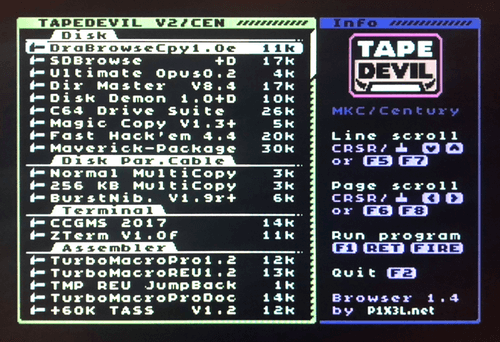 TAPEDEVIL V2/CEN
Disk
DraBrowseCpy1.0e 11k
SDBrowse +D 17k
Ultimate Opus0.2 4k
Dir Master V8.4 17k
Disk Demon 1.0+D 10k
C64 Drive Suite 26k
Magic Copy V1.3+ 5k
Fast Hack'em 4.4 20k
Maverick-Package 30k
Disk Par.Cable
Normal MultiCopy 3k
256 KB MultiCopy 3k
BurstNib. V1.9r+ 6k
Terminal
CCGMS 2017 14k
ZTerm V1.0f 11k
Assembler
TurboMacroPro1.2 12k
TurboMacroREU1.2 13k
TMP REU JumpBack 1k
TurboMacroProDoc 14k
+60K TASS V1.2 12k
Info
TAPE
DEVIL
MKC/Century
Line scroll
CRSR/
or F5 F7
Page scroll
CRSR/
or F6 F8
Run program
F1 RET FIRE
Quit F2
Browser 1.4
by P1X3L.net